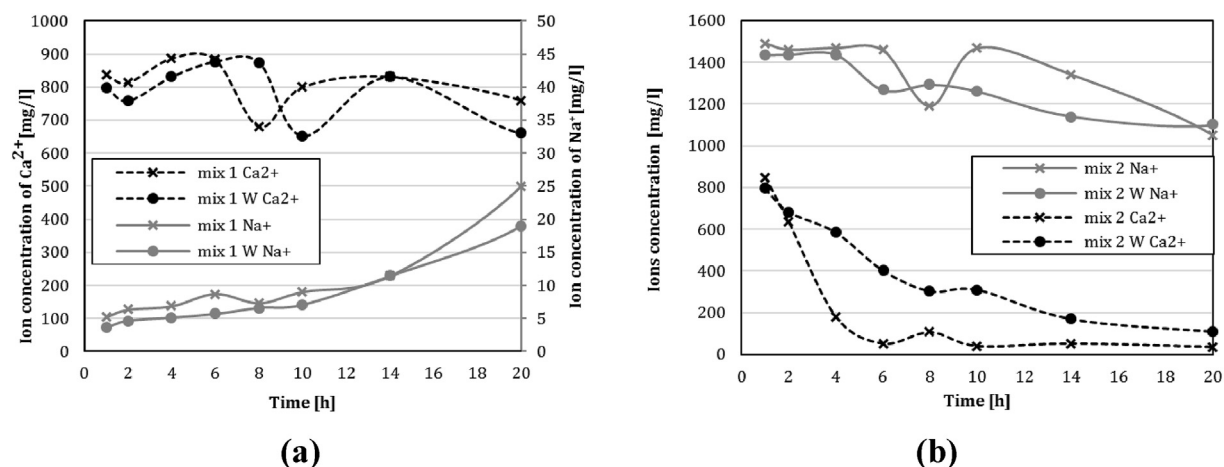 1000
900
800
700
600
500
400
300
200
100
0
Ion concentration of Ca2+[mg/l]
50
45
40
35
30
25
20
15
10
5
0
Ion concentration of Na+[mg/l]
mix 1 Ca2+
mix 1 W Ca2+
mix 1 Na+
mix 1 W Na+
0 2 4 6 8 10 12 14 16 18 20
Time [h]
(a)
1600
1400
1200
1000
800
600
400
200
0
Ions concentration [mg/l]
mix 2 Na+
mix 2 W Na+
mix 2 Ca2+
mix 2 W Ca2+
0 2 4 6 8 10 12 14 16 18 20
Time [h]
(b)